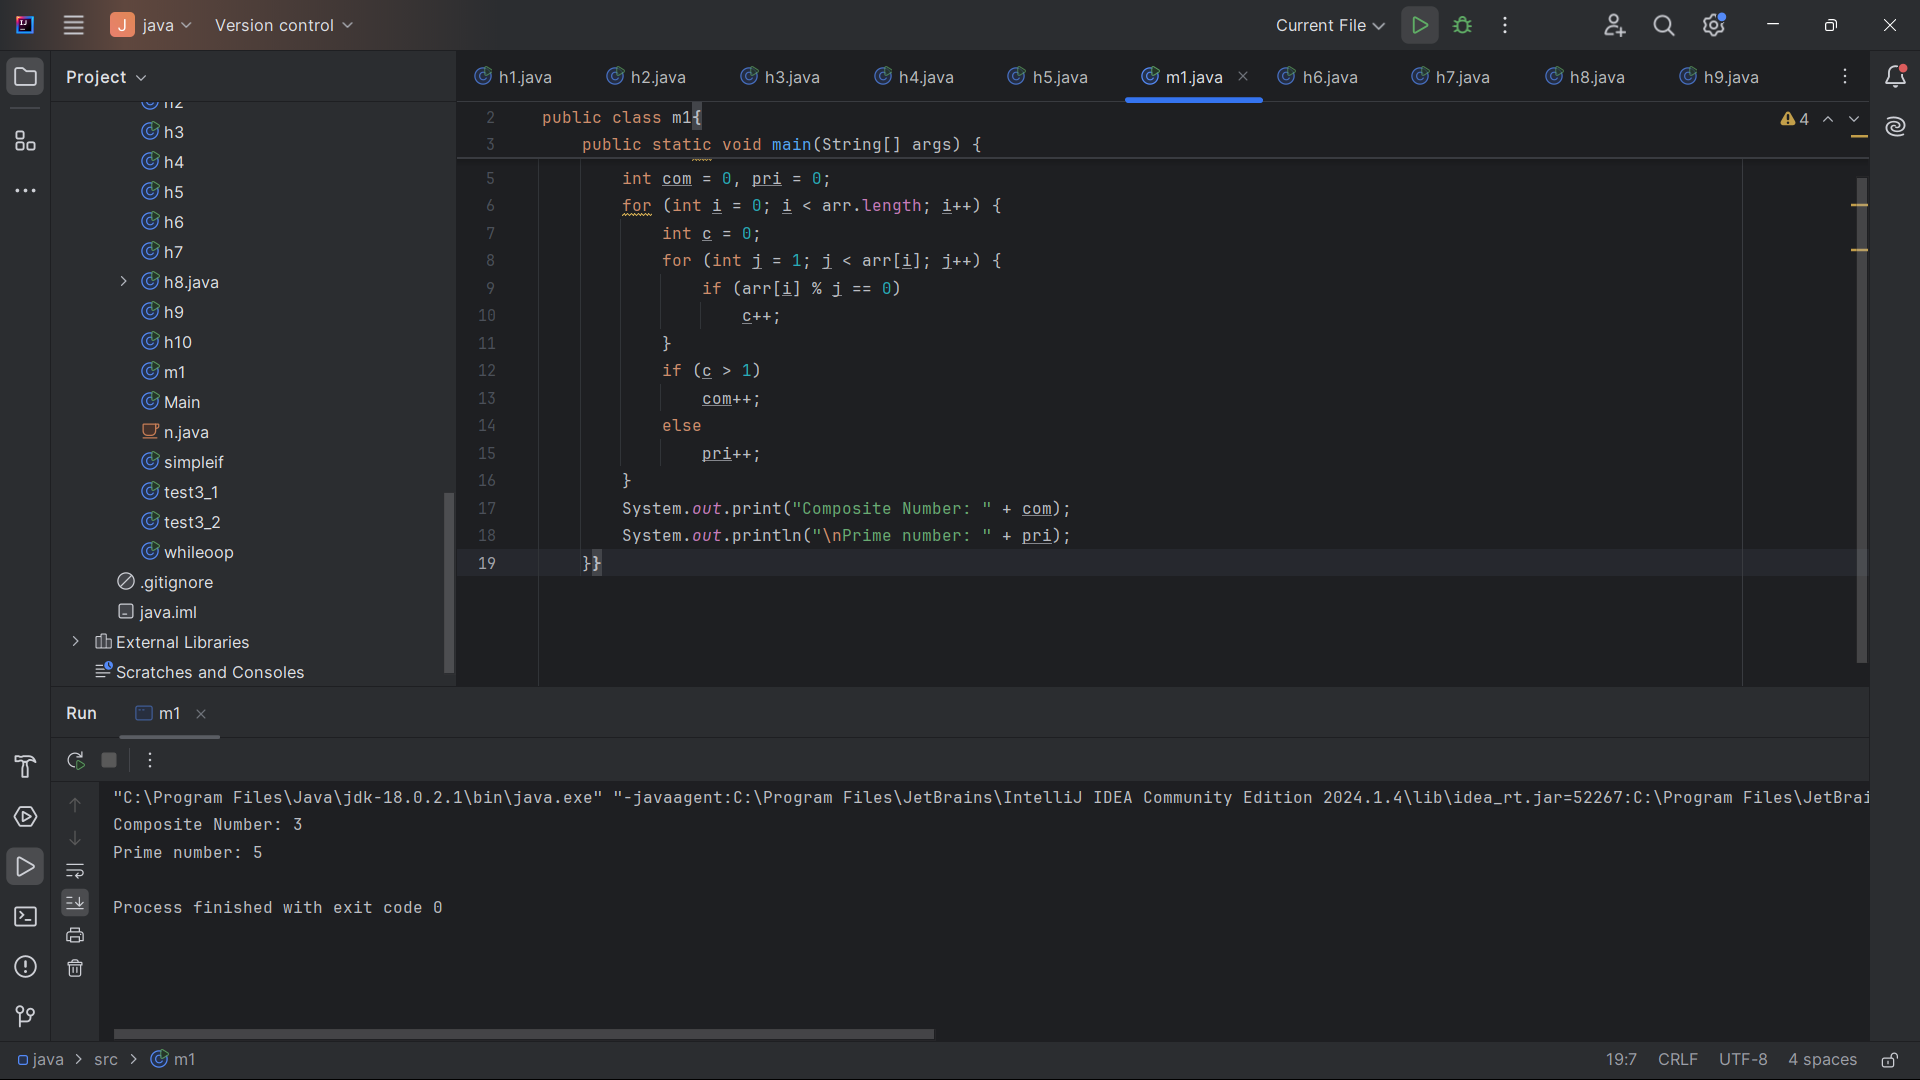 J java Version control Current File
Project
h1.java h2.java h3.java h4.java h5.java m1.java h6.java h7.java h8.java h9.java
h2
h3
h4
h5
h6
h7
h8.java
h9
h10
m1
Main
n.java
simpleif
test3_1
test3_2
whileoop
.gitignore
java.iml
External Libraries
Scratches and Consoles
4
2 public class m1{
3 public static void main(String[] args) {
5 int com = 0, pri = 0;
6 for (int i = 0; i < arr.length; i++) {
7 int c = 0;
8 for (int j = 1; j < arr[i]; j++) {
9 if (arr[i] % j == 0)
10 c++;
11 }
12 if (c > 1)
13 com++;
14 else
15 pri++;
16 }
17 System.out.print("Composite Number: " + com);
18 System.out.println("\nPrime number: " + pri);
19 }}
Run m1
"C:\Program Files\Java\jdk-18.0.2.1\bin\java.exe" "-javaagent:C:\Program Files\JetBrains\IntelliJ IDEA Community Edition 2024.1.4\lib\idea_rt.jar=52267:C:\Program Files\JetBrai
Composite Number: 3
Prime number: 5
Process finished with exit code 0
java > src > m1 19:7 CRLF UTF-8 4 spaces